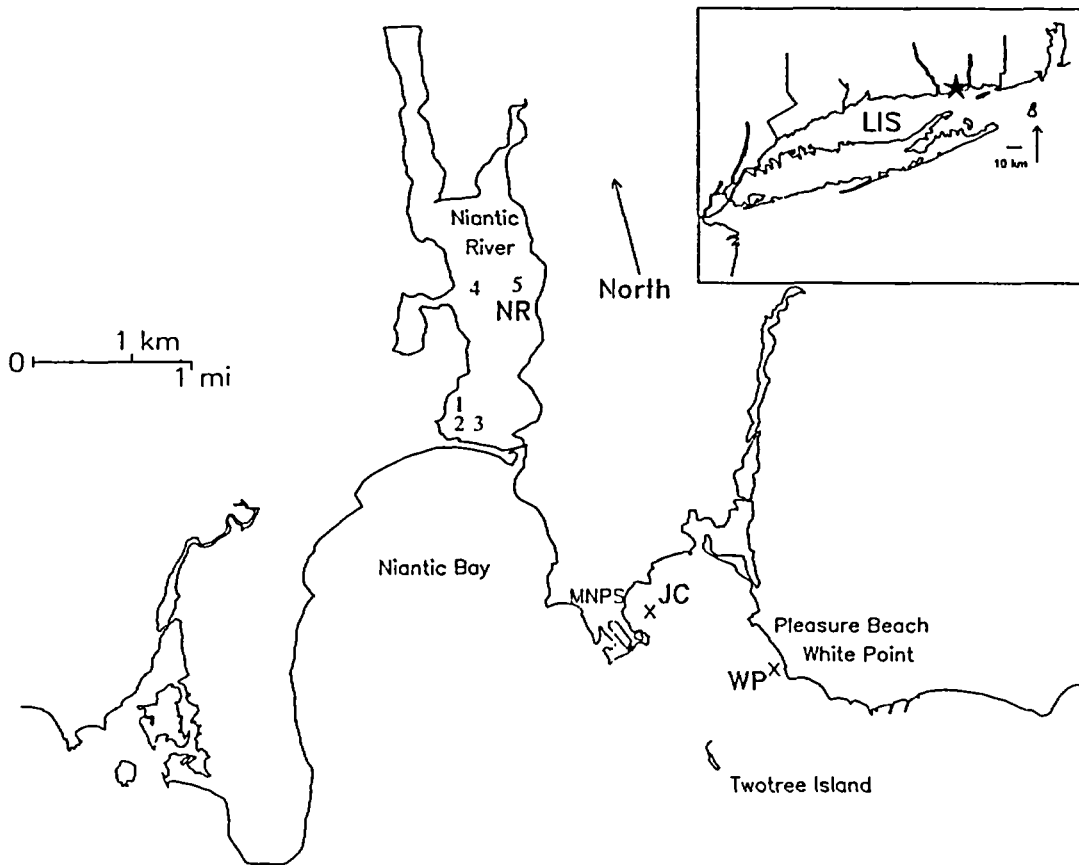 LIS
10 km
Niantic
River
4 5
NR
North
1 km
0
1 mi
1
2 3
Niantic Bay
MNPS
JC
Pleasure Beach
White Point
WP
Twotree Island